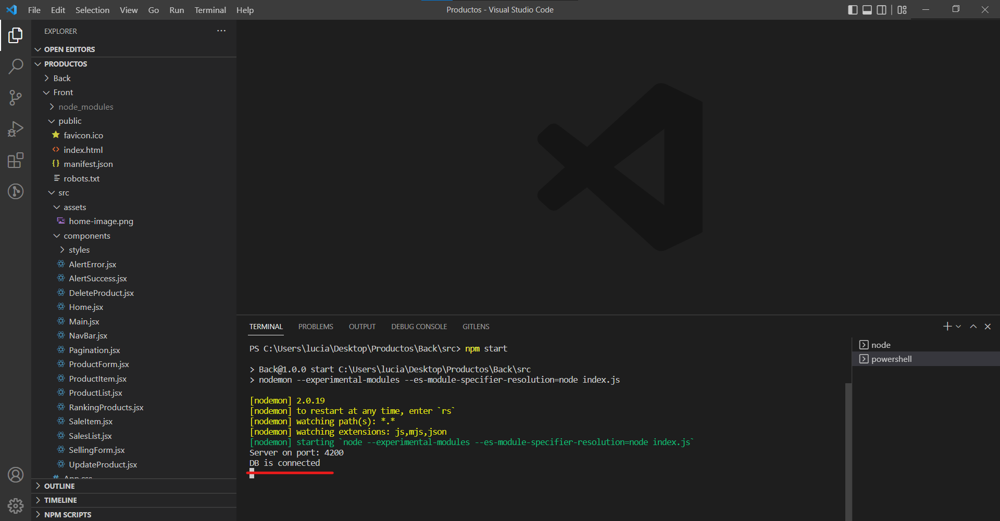 File Edit Selection View Go Run Terminal Help
Productos - Visual Studio Code
EXPLORER
OPEN EDITORS
PRODUCTOS
Back
Front
node_modules
public
favicon.ico
index.html
manifest.json
robots.txt
src
assets
home-image.png
components
styles
AlertError.jsx
AlertSuccess.jsx
DeleteProduct.jsx
Home.jsx
Main.jsx
NavBar.jsx
Pagination.jsx
ProductForm.jsx
ProductItem.jsx
ProductList.jsx
RankingProducts.jsx
SaleItem.jsx
SalesList.jsx
SellingForm.jsx
UpdateProduct.jsx
App.css
OUTLINE
TIMELINE
NPM SCRIPTS
TERMINAL PROBLEMS OUTPUT DEBUG CONSOLE GITLENS
PS C:\Users\lucia\Desktop\Productos\Back\src> npm start
> Back@1.0.0 start C:\Users\lucia\Desktop\Productos\Back\src
> nodemon --experimental-modules --es-module-specifier-resolution=node index.js
[nodemon] 2.0.19
[nodemon] to restart at any time, enter `rs`
[nodemon] watching path(s): *.*
[nodemon] watching extensions: js,mjs,json
[nodemon] starting `node --experimental-modules --es-module-specifier-resolution=node index.js`
Server on port: 4200
DB is connected
node
powershell